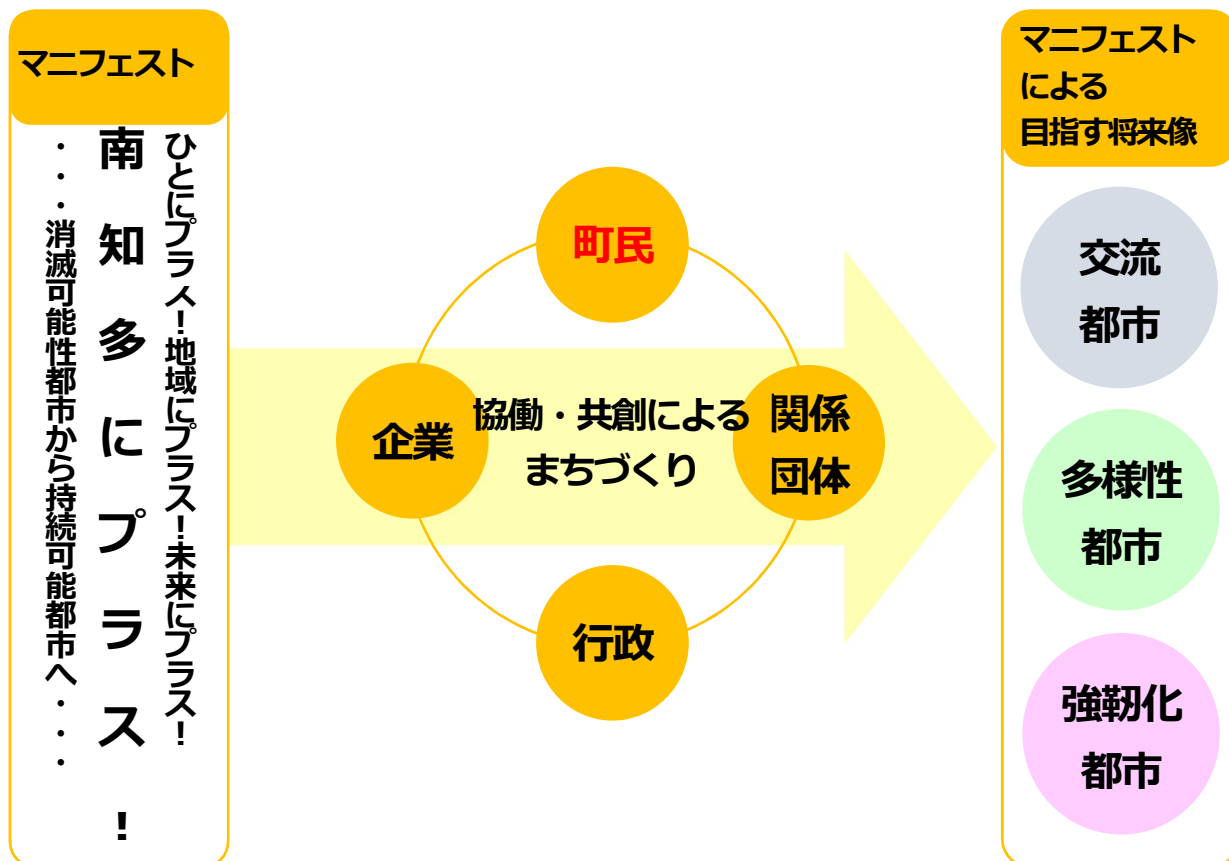 マニフェスト
ひとにプラス！地域にプラス！未来にプラス！
南知多にプラス！
・・・消滅可能性都市から持続可能都市へ・・・
町民
企業
協働・共創による
まちづくり
関係
団体
行政
マニフェスト
による
目指す将来像
交流
都市
多様性
都市
強靭化
都市